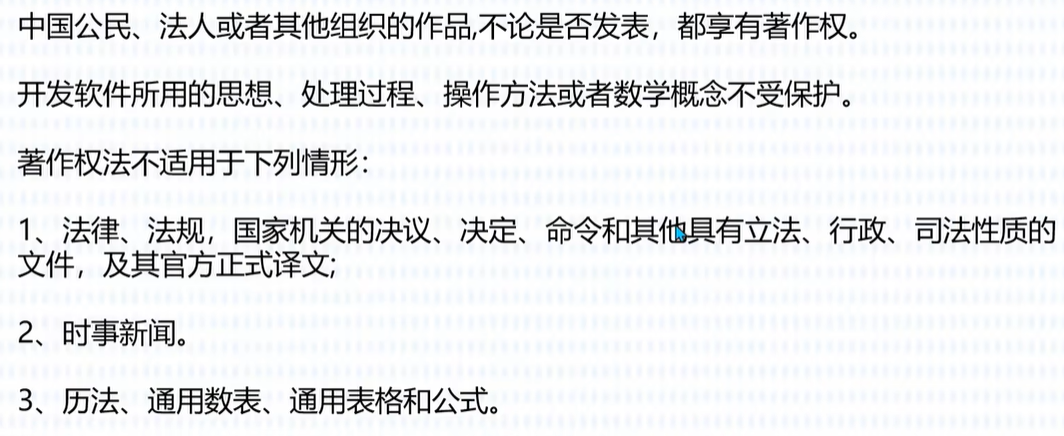 中国公民、法人或者其他组织的作品,不论是否发表，都享有著作权。
开发软件所用的思想、处理过程、操作方法或者数学概念不受保护。
著作权法不适用于下列情形：
1、法律、法规，国家机关的决议、决定、命令和其他具有立法、行政、司法性质的
文件，及其官方正式译文;
2、时事新闻。
3、历法、通用数表、通用表格和公式。